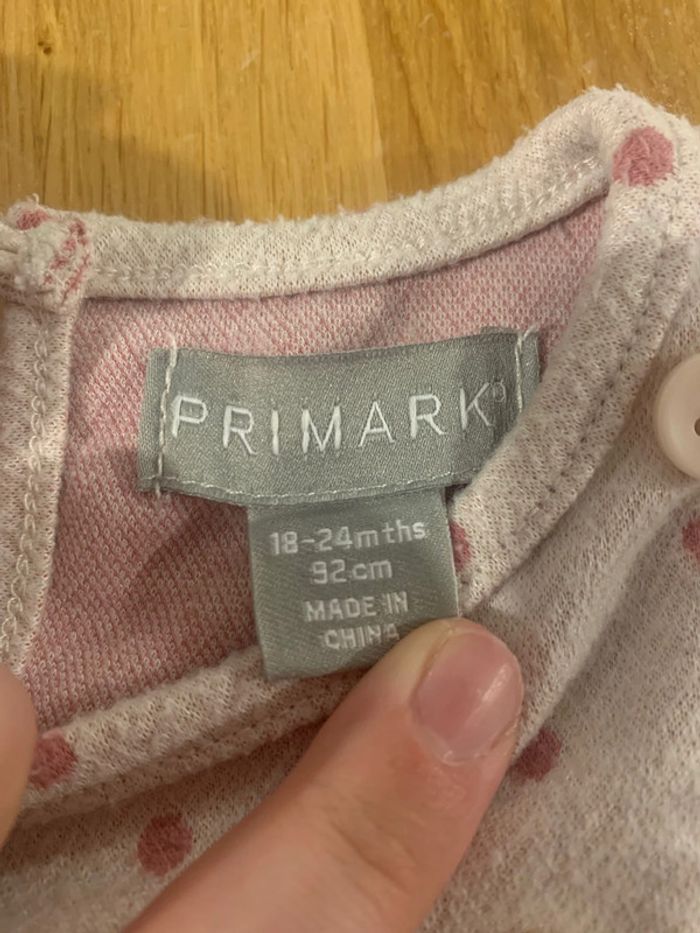 PRIMARK
18-24mths
92cm
MADE IN
CHINA